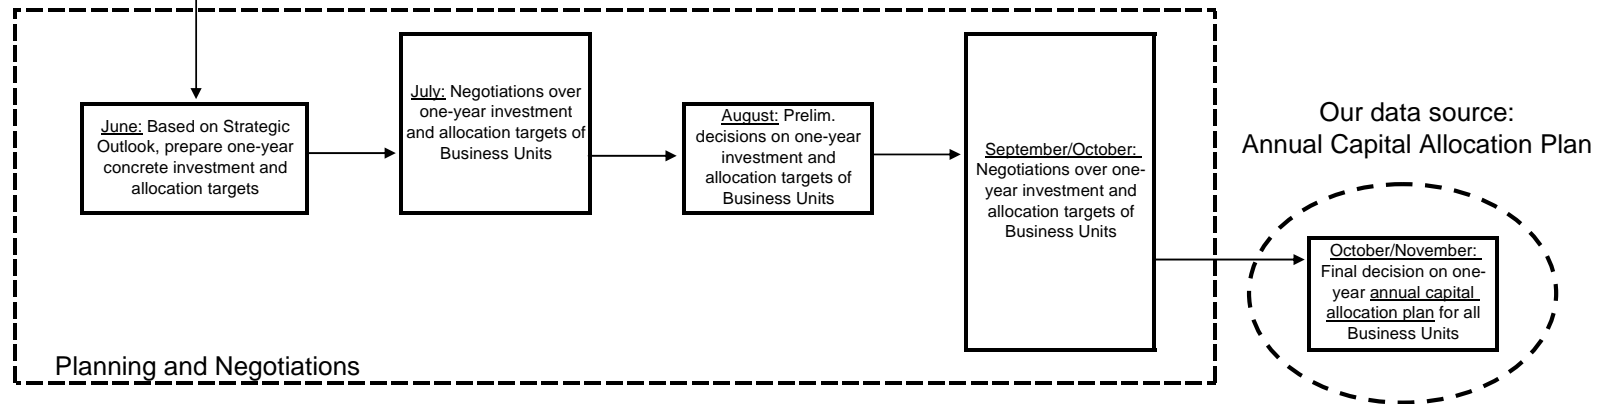 June: Based on Strategic
Outlook, prepare one-year
concrete investment and
allocation targets
July: Negotiations over
one-year investment
and allocation targets of
Business Units
August: Prelim.
decisions on one-year
investment and
allocation targets of
Business Units
September/October:
Negotiations over one-
year investment and
allocation targets of
Business Units
Our data source:
Annual Capital Allocation Plan
October/November:
Final decision on one-
year annual capital
allocation plan for all
Business Units
Planning and Negotiations